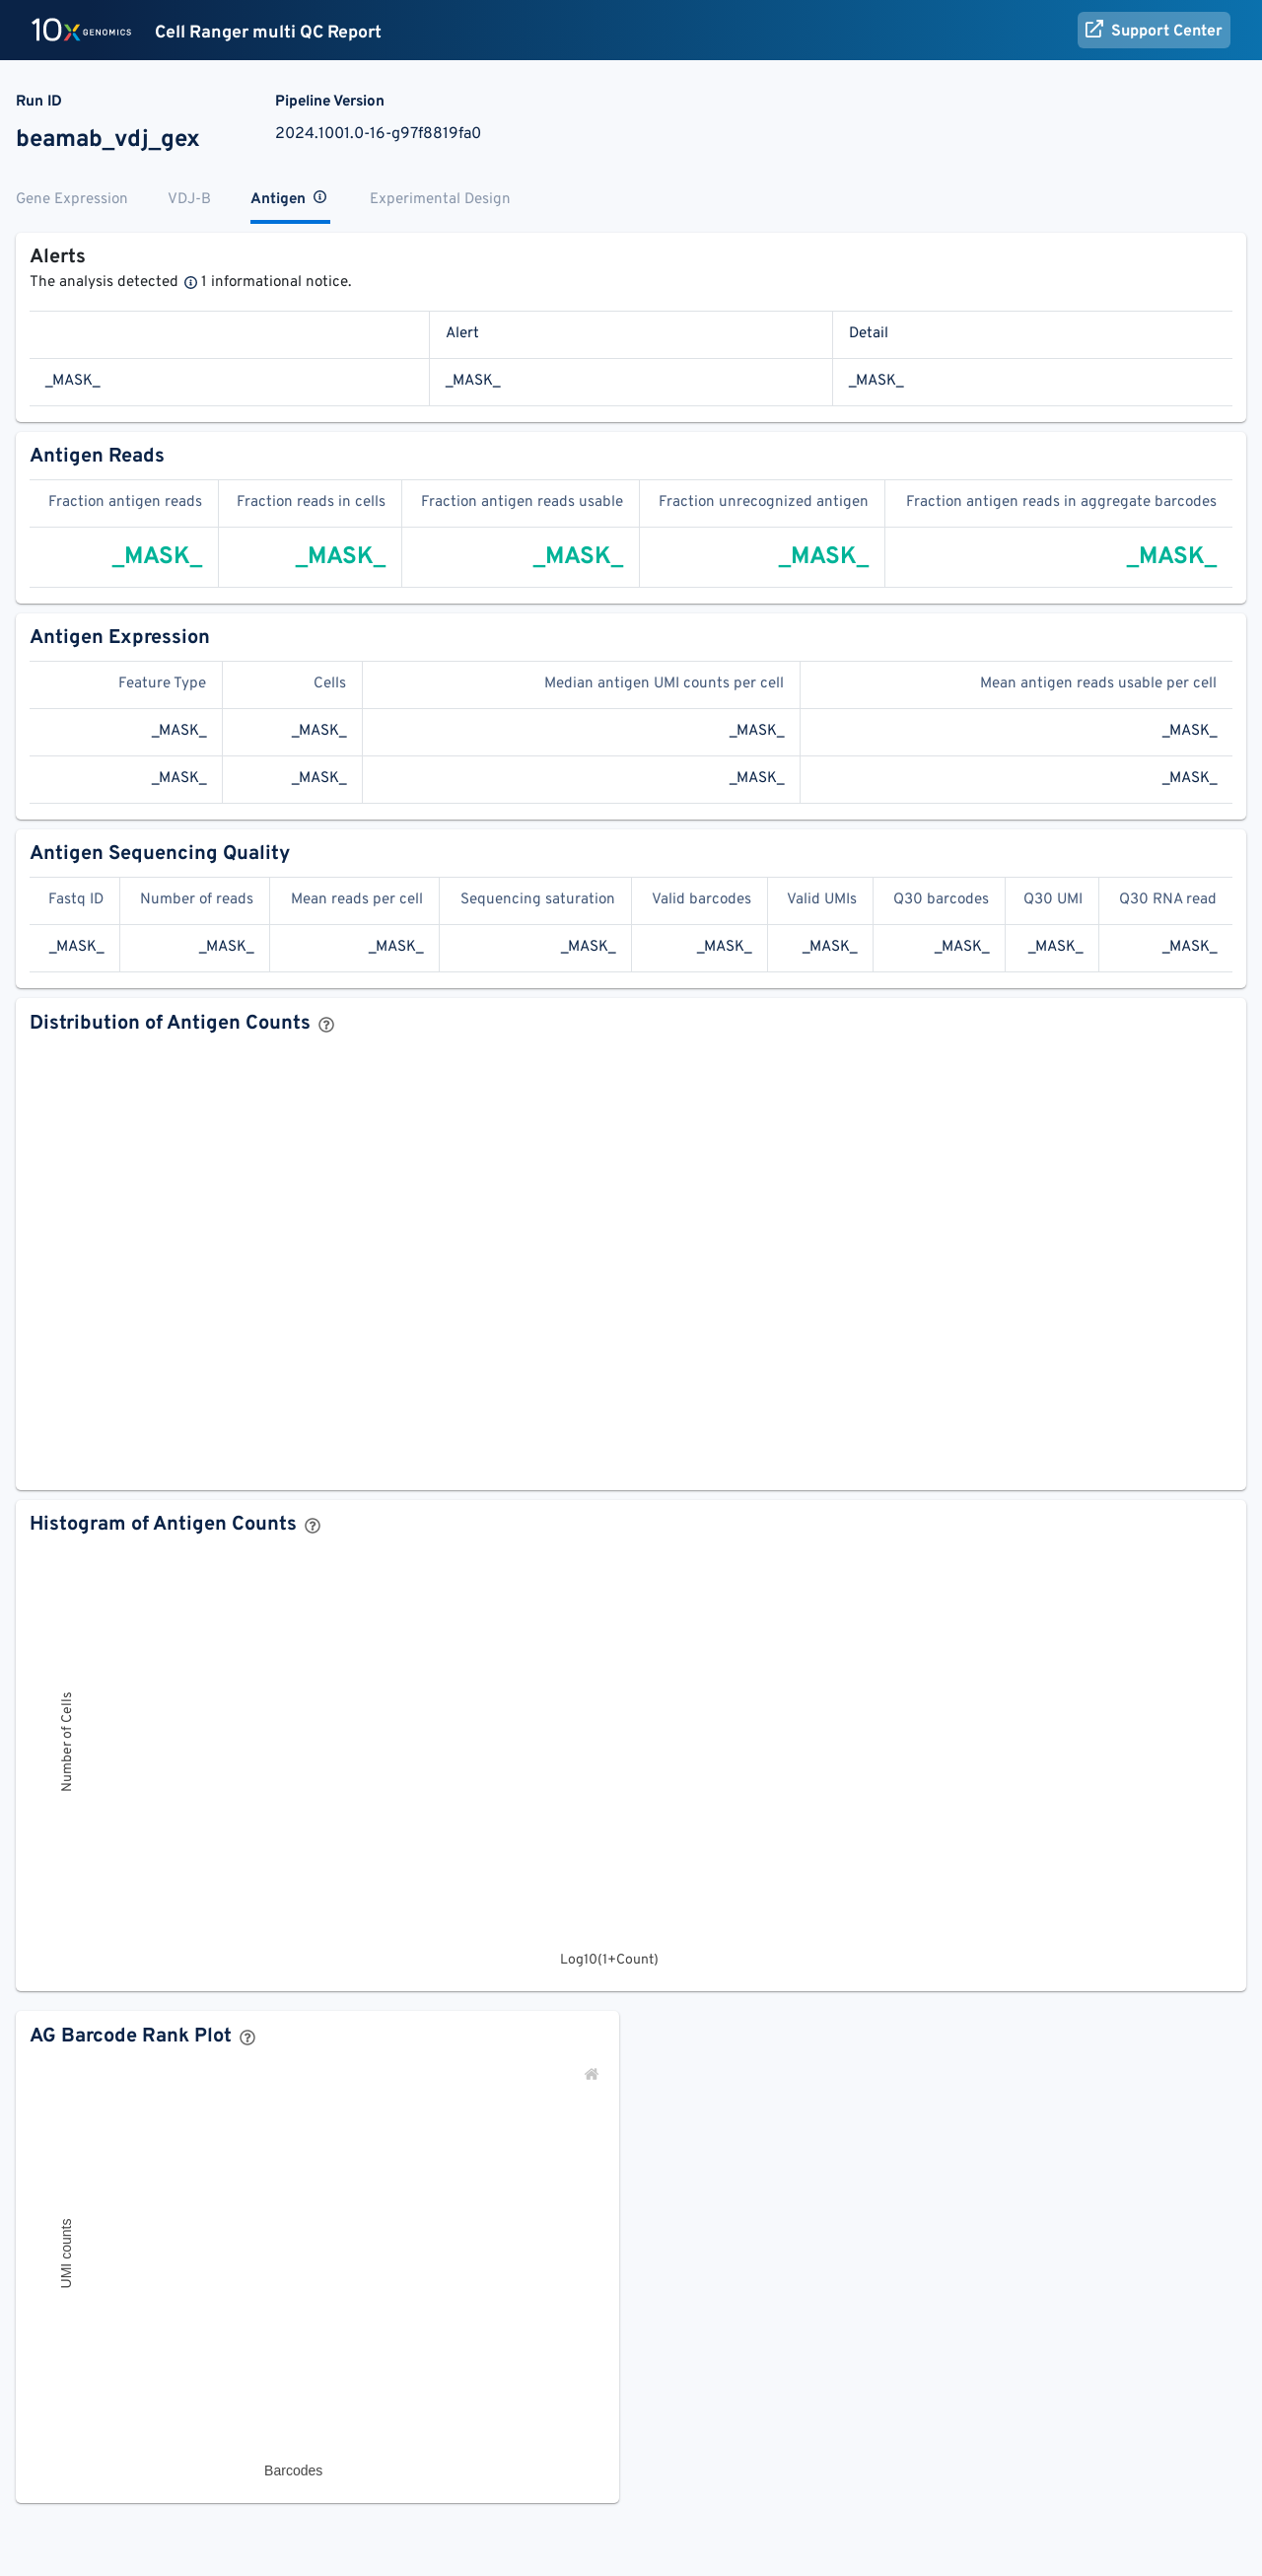 10x GENOMICS Cell Ranger multi QC Report Support Center
Run ID Pipeline Version
beamab_vdj_gex 2024.1001.0-16-g97f8819fa0
Gene Expression VDJ-B Antigen Experimental Design
Alerts
The analysis detected 1 informational notice.
Alert Detail
_MASK_ _MASK_ _MASK_
Antigen Reads
Fraction antigen reads Fraction reads in cells Fraction antigen reads usable Fraction unrecognized antigen Fraction antigen reads in aggregate barcodes
_MASK_ _MASK_ _MASK_ _MASK_ _MASK_
Antigen Expression
Feature Type Cells Median antigen UMI counts per cell Mean antigen reads usable per cell
_MASK_ _MASK_ _MASK_ _MASK_
_MASK_ _MASK_ _MASK_ _MASK_
Antigen Sequencing Quality
Fastq ID Number of reads Mean reads per cell Sequencing saturation Valid barcodes Valid UMIs Q30 barcodes Q30 UMI Q30 RNA read
_MASK_ _MASK_ _MASK_ _MASK_ _MASK_ _MASK_ _MASK_ _MASK_ _MASK_
Distribution of Antigen Counts
Histogram of Antigen Counts
Number of Cells
Log10(1+Count)
AG Barcode Rank Plot
UMI counts
Barcodes